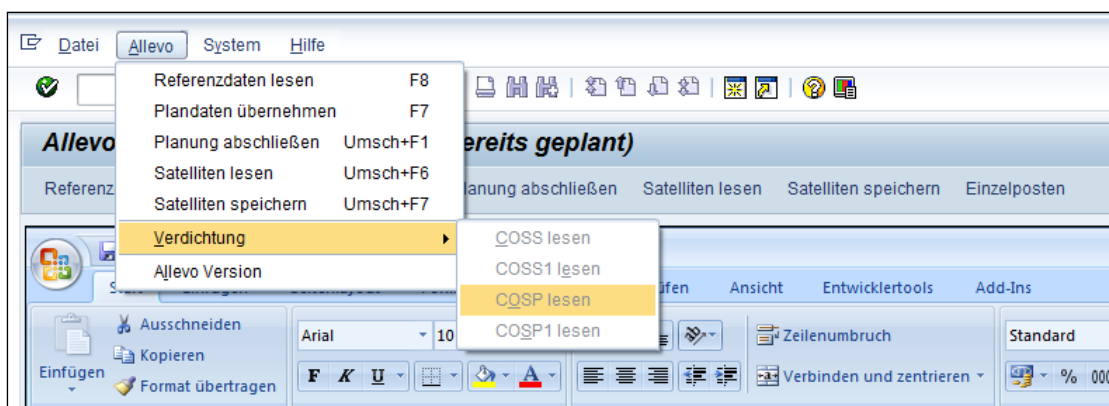 Datei Allevo System Hilfe
Referenzdaten lesen F8
Plandaten übernehmen F7
Allevo ereits geplant)
Planung abschließen Umsch+F1
Satelliten lesen Umsch+F6
Referenz lanung abschließen Satelliten lesen Satelliten speichern Einzelposten
Satelliten speichern Umsch+F7
Verdichtung COSS lesen
Allevo Version COSS1 lesen
üfen Ansicht Entwicklertools Add-Ins
COSP lesen
Ausschneiden Arial 10 COSP1 lesen Zeilenumbruch Standard
Kopieren
Einfügen F K U A Verbinden und zentrieren % 000
Format übertragen